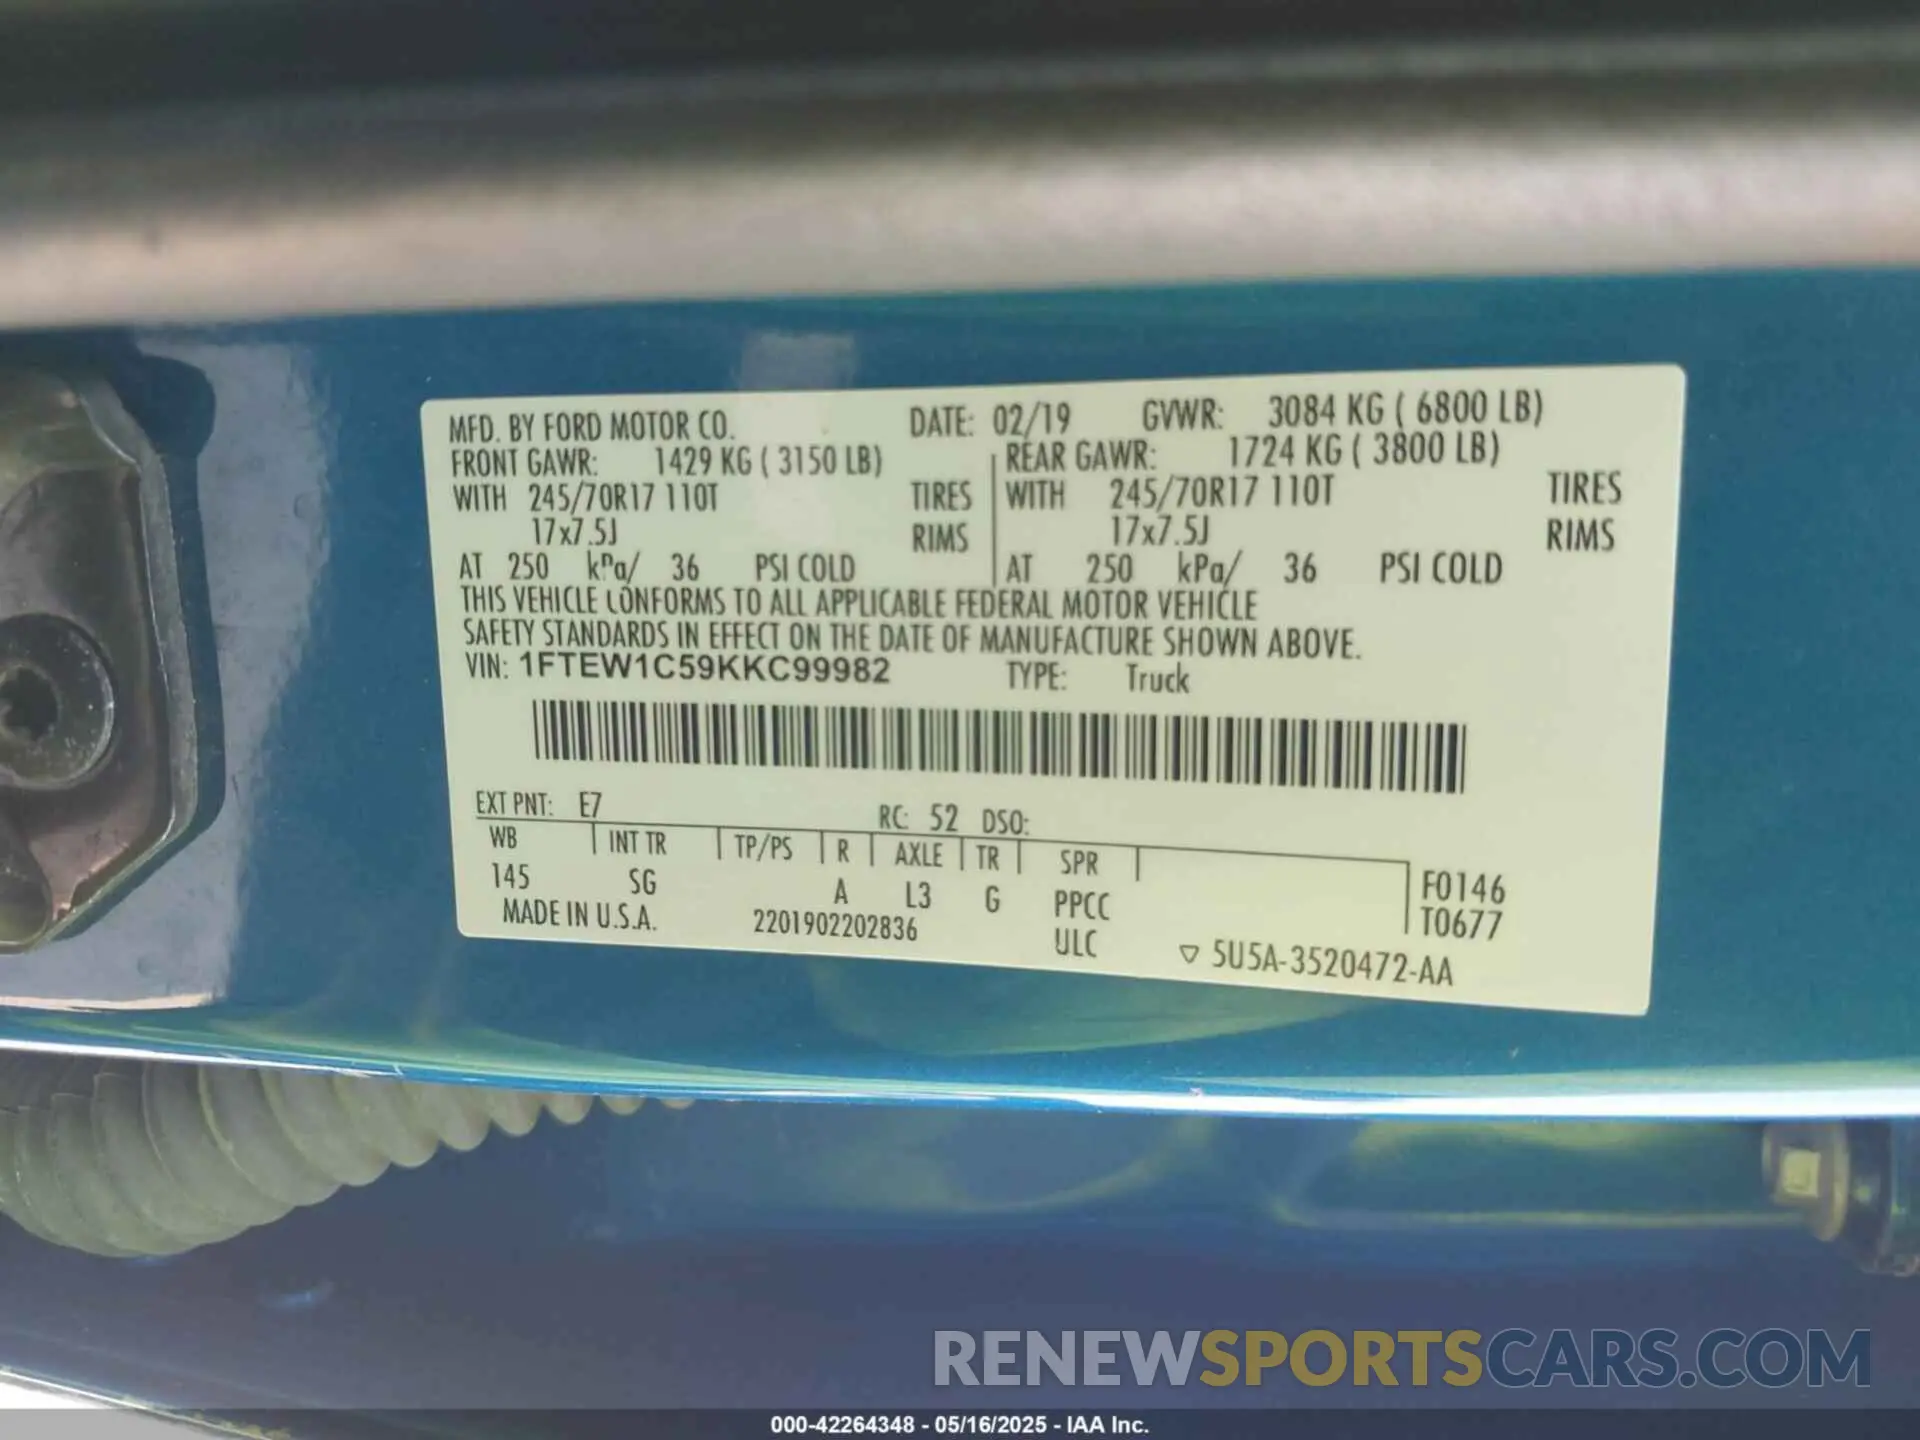 MFD. BY FORD MOTOR CO. DATE: 02/19 GVWR: 3084 KG ( 6800 LB)
FRONT GAWR: 1429 KG ( 3150 LB) REAR GAWR: 1724 KG ( 3800 LB)
WITH 245/70R17 110T TIRES WITH 245/70R17 110T TIRES
17x7.5J RIMS 17x7.5J RIMS
AT 250 kPa/ 36 PSI COLD AT 250 kPa/ 36 PSI COLD
THIS VEHICLE CONFORMS TO ALL APPLICABLE FEDERAL MOTOR VEHICLE
SAFETY STANDARDS IN EFFECT ON THE DATE OF MANUFACTURE SHOWN ABOVE.
VIN: 1FTEW1C59KKC99982 TYPE: Truck
EXT PNT: E7 RC: 52 DSO:
WB INT TR TP/PS R AXLE TR SPR
145 SG A L3 G PPCC F0146
ULC T0677
MADE IN U.S.A. 2201902202836 ▽ 5U5A-3520472-AA
RENEWSPORTSCARS.COM
000-42264348 - 05/16/2025 - IAA Inc.